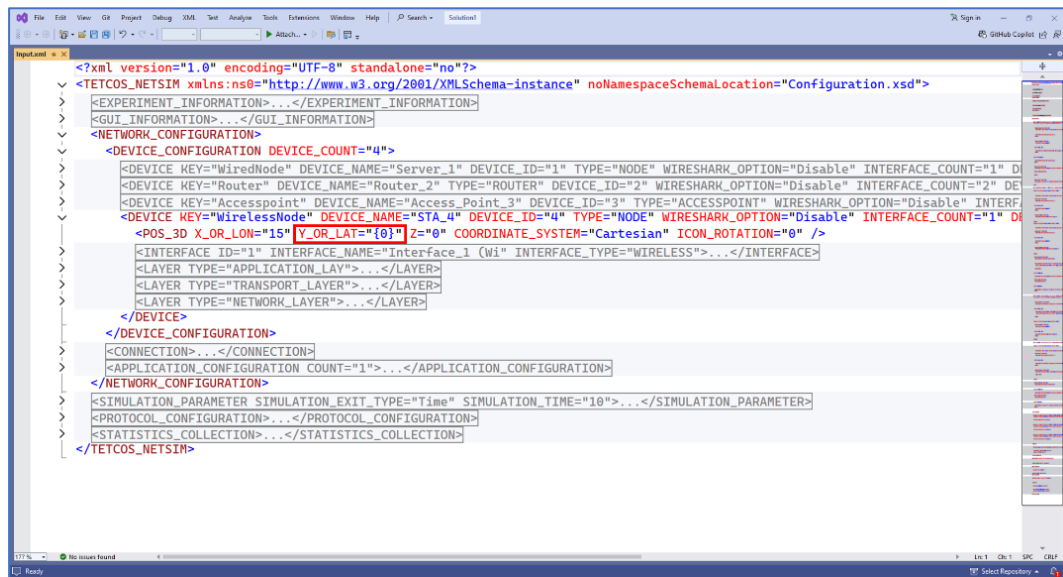 File Edit View Git Project Debug XML Test Analyze Tools Extensions Window Help Search Solution1 Sign in
Attach... GitHub Copilot
Input.xml
<?xml version="1.0" encoding="UTF-8" standalone="no"?>
<TETCOS_NETSIM xmlns:ns0="http://www.w3.org/2001/XMLSchema-instance" noNamespaceSchemaLocation="Configuration.xsd">
<EXPERIMENT_INFORMATION>...</EXPERIMENT_INFORMATION>
<GUI_INFORMATION>...</GUI_INFORMATION>
<NETWORK_CONFIGURATION>
<DEVICE_CONFIGURATION DEVICE_COUNT="4">
<DEVICE KEY="WiredNode" DEVICE_NAME="Server_1" DEVICE_ID="1" TYPE="NODE" WIRESHARK_OPTION="Disable" INTERFACE_COUNT="1" D
<DEVICE KEY="Router" DEVICE_NAME="Router_2" TYPE="ROUTER" DEVICE_ID="2" WIRESHARK_OPTION="Disable" INTERFACE_COUNT="2" DE
<DEVICE KEY="Accesspoint" DEVICE_NAME="Access_Point_3" DEVICE_ID="3" TYPE="ACCESSPOINT" WIRESHARK_OPTION="Disable" INTERF
<DEVICE KEY="WirelessNode" DEVICE_NAME="STA_4" DEVICE_ID="4" TYPE="NODE" WIRESHARK_OPTION="Disable" INTERFACE_COUNT="1" DE
<POS_3D X_OR_LON="15" Y_OR_LAT="{0}" Z="0" COORDINATE_SYSTEM="Cartesian" ICON_ROTATION="0" />
<INTERFACE ID="1" INTERFACE_NAME="Interface_1 (Wi" INTERFACE_TYPE="WIRELESS">...</INTERFACE>
<LAYER TYPE="APPLICATION_LAY">...</LAYER>
<LAYER TYPE="TRANSPORT_LAYER">...</LAYER>
<LAYER TYPE="NETWORK_LAYER">...</LAYER>
</DEVICE>
</DEVICE_CONFIGURATION>
<CONNECTION>...</CONNECTION>
<APPLICATION_CONFIGURATION COUNT="1">...</APPLICATION_CONFIGURATION>
</NETWORK_CONFIGURATION>
<SIMULATION_PARAMETER SIMULATION_EXIT_TYPE="Time" SIMULATION_TIME="10">...</SIMULATION_PARAMETER>
<PROTOCOL_CONFIGURATION>...</PROTOCOL_CONFIGURATION>
<STATISTICS_COLLECTION>...</STATISTICS_COLLECTION>
</TETCOS_NETSIM>
177 % No issues found Ln: 1 Ch: 1 SPC CRLF
Ready Select Repository